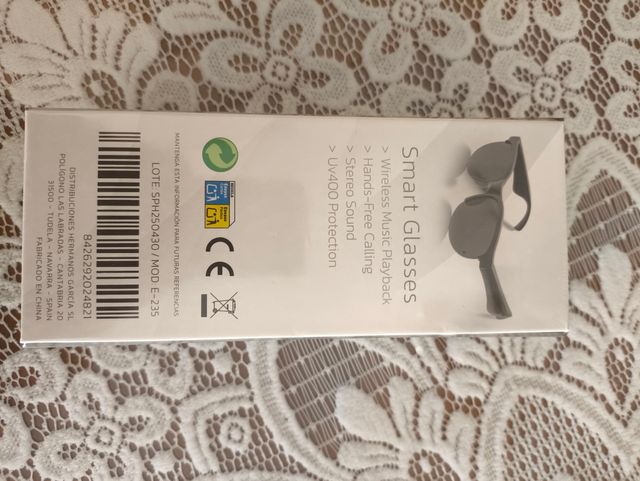 Smart Glasses
> Wireless Music Playback
> Hands-Free Calling
> Stereo Sound
> Uv400 Protection
CE
MANTENGA ESTA INFORMACIÓN PARA FUTURAS REFERENCIAS
LOTE: SPH250430 / MOD E-235
8426292024821
DISTRIBUCIONES HERMANOS GARCÍA SL
POLÍGONO LAS LABRADAS - CANTABRIA 20
31500 - TUDELA - NAVARRA - SPAIN
FABRICADO EN CHINA